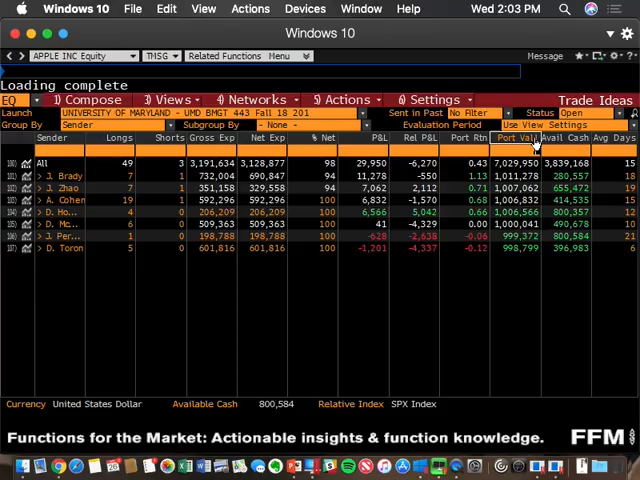 Windows 10 File Edit View Actions Devices Window Help Wed 2:03 PM
Windows 10
APPLE INC Equity TMSG Related Functions Menu Message
Loading complete
EQ 1) Compose 3) Views 4) Networks 5) Actions 6) Settings Trade Ideas
Launch UNIVERSITY OF MARYLAND - UMD BMGT 443 Fall 18 201 Sent in Past No Filter Status Open
Group By Sender Subgroup By - None - Evaluation Period Use View Settings
Sender Longs Shorts Gross Exp Net Exp % Net P&L Rel P&L Port Rtn Port Val Avail Cash Avg Days
100) All 49 3 3,191,634 3,128,877 98 29,950 -6,270 0.43 7,029,950 3,839,168 15
101) > J. Brady 7 1 732,004 690,847 94 11,278 -550 1.13 1,011,278 280,557 18
102) > J. Zhao 7 1 351,158 329,558 94 7,062 2,112 0.71 1,007,062 655,472 19
103) > A. Cohen 19 1 592,296 592,296 100 6,832 -1,570 0.68 1,006,832 414,535 15
104) > D. Ho... 4 0 206,209 206,209 100 6,566 5,042 0.66 1,006,566 800,357 12
105) > D. Mc... 6 0 509,363 509,363 100 41 -4,329 0.00 1,000,041 490,678 10
106) > J. Per... 1 0 198,788 198,788 100 -628 -2,638 -0.06 999,372 800,584 21
107) > D. Toron 5 0 601,816 601,816 100 -1,201 -4,337 -0.12 998,799 396,983 6
Currency United States Dollar Available Cash 800,584 Relative Index SPX Index
Functions for the Market: Actionable insights & function knowledge. FFM